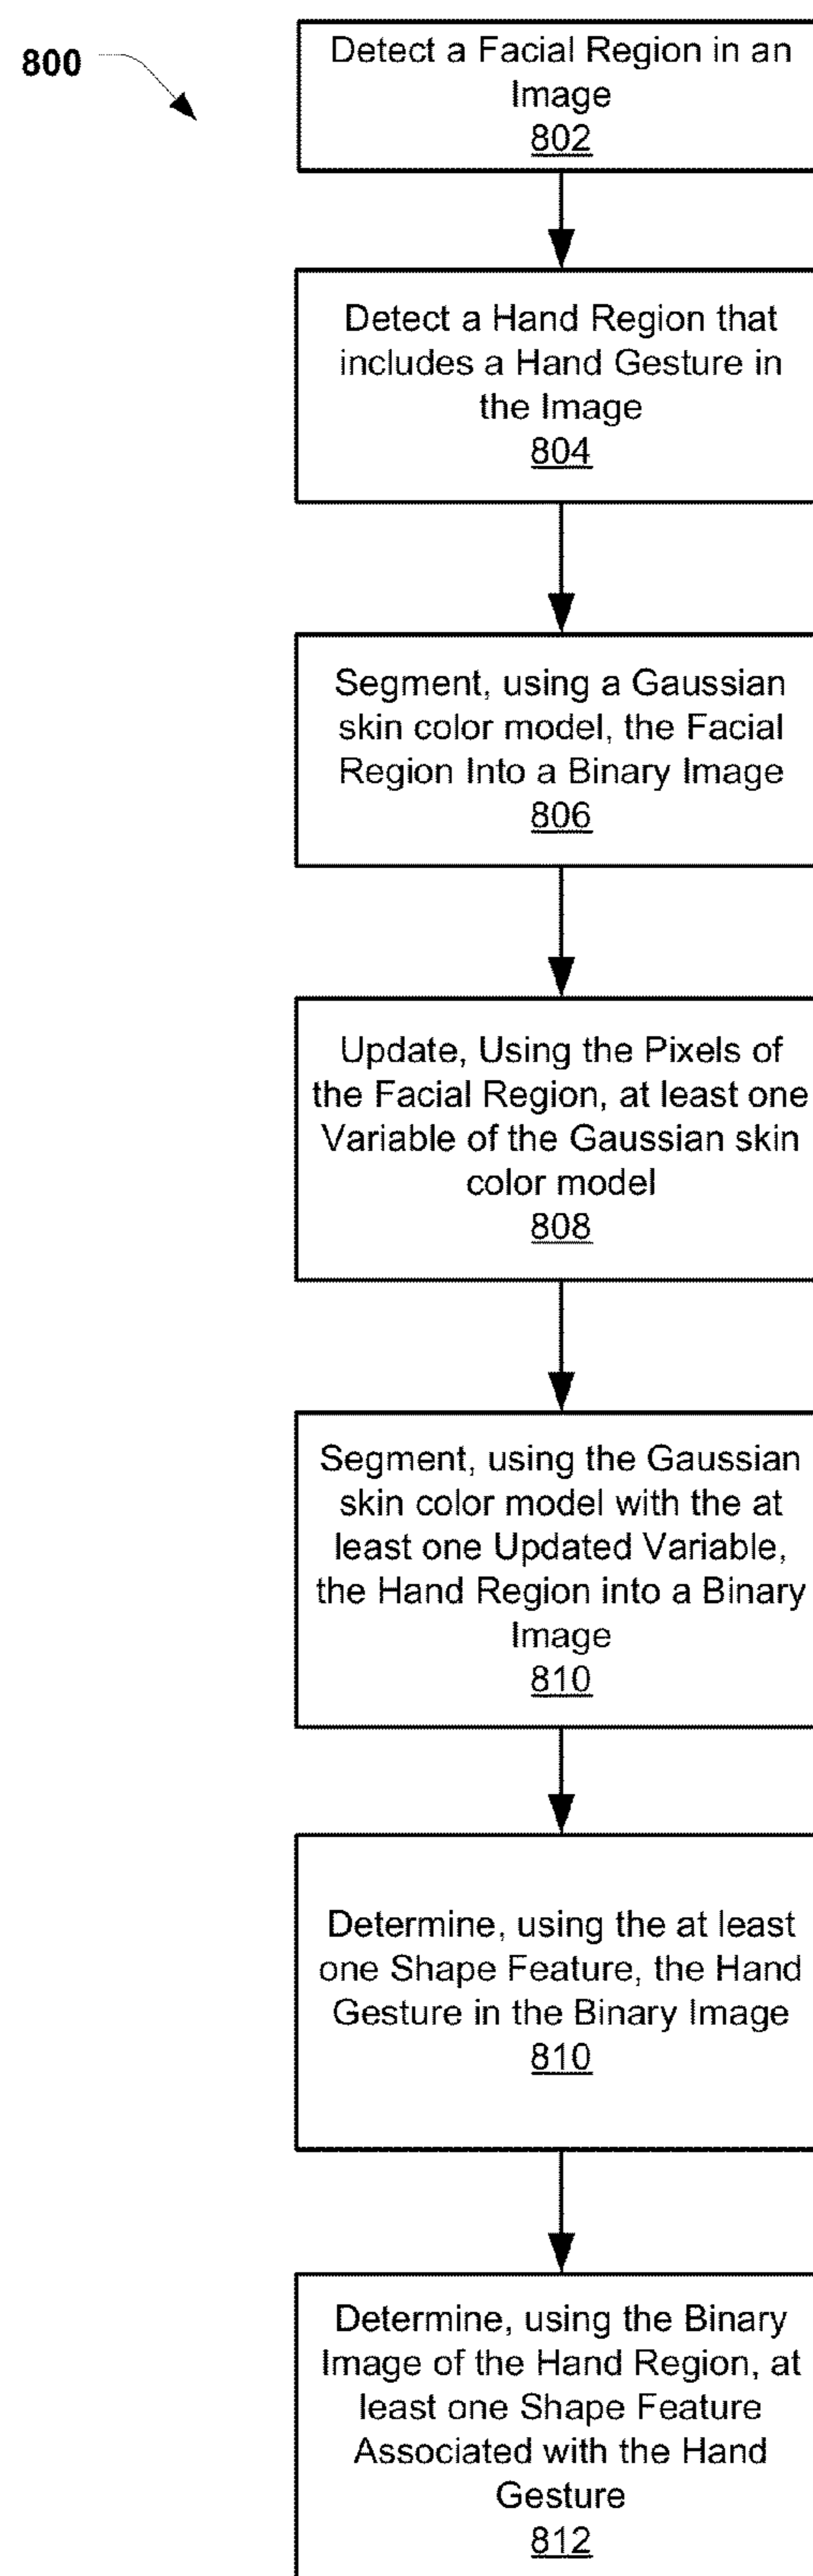 800
Detect a Facial Region in an
Image
802
Detect a Hand Region that
includes a Hand Gesture in
the Image
804
Segment, using a Gaussian
skin color model, the Facial
Region Into a Binary Image
806
Update, Using the Pixels of
the Facial Region, at least one
Variable of the Gaussian skin
color model
808
Segment, using the Gaussian
skin color model with the at
least one Updated Variable,
the Hand Region into a Binary
Image
810
Determine, using the at least
one Shape Feature, the Hand
Gesture in the Binary Image
810
Determine, using the Binary
Image of the Hand Region, at
least one Shape Feature
Associated with the Hand
Gesture
812